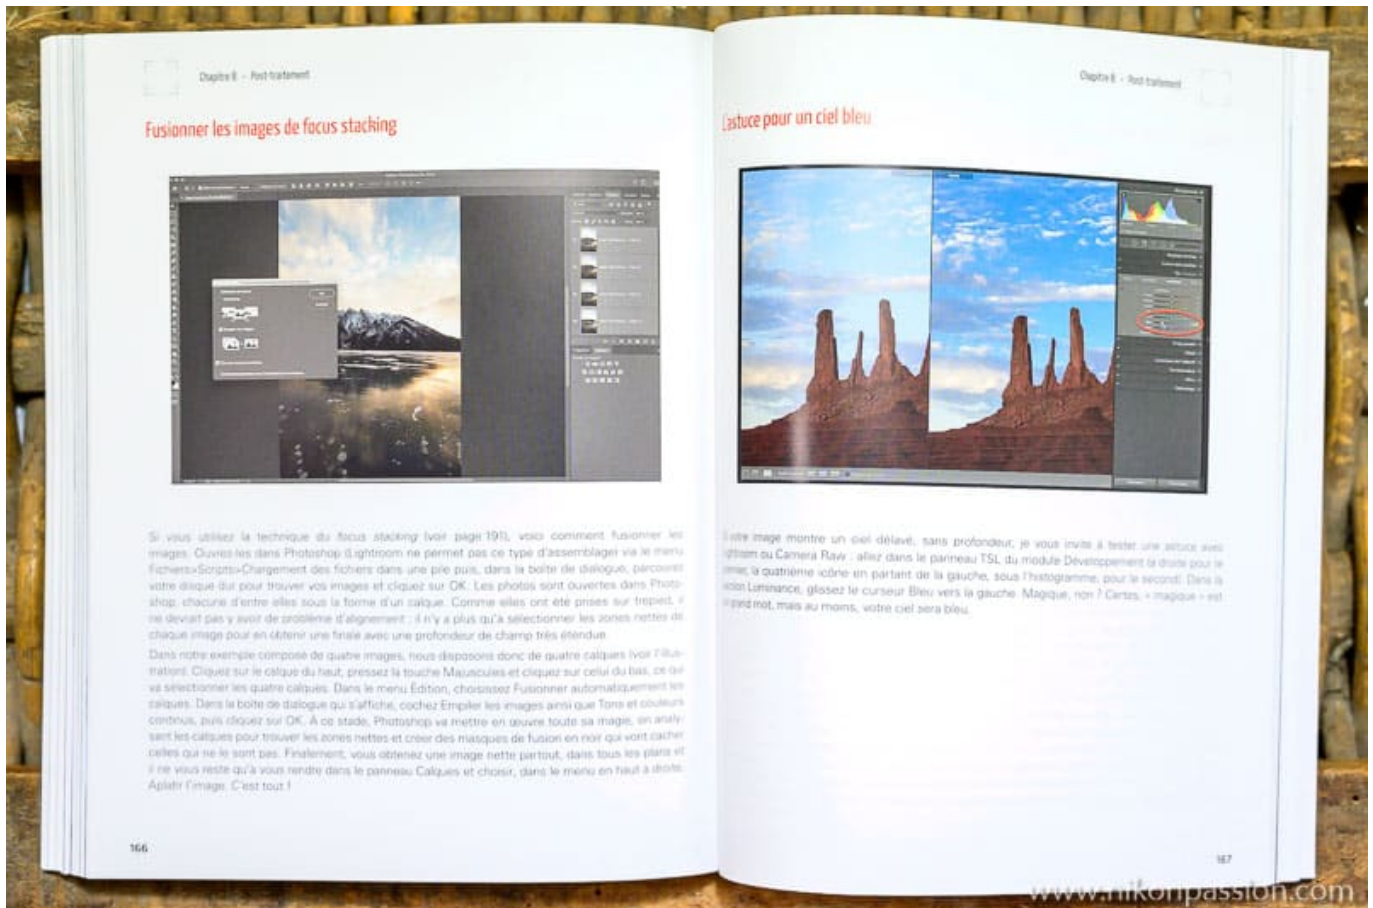 Chapitre 8 - Post-traitement
Fusionner les images de focus stacking
Si vous utilisez la technique du focus stacking (voir page 191), voici comment fusionner les
images. Ouvrez-les dans Photoshop (Lightroom ne permet pas ce type d'assemblage) via le menu
Fichiers>Scripts>Chargement des fichiers dans une pile puis, dans la boîte de dialogue, parcourez
votre disque dur pour trouver vos images et cliquez sur OK. Les photos sont ouvertes dans Photo-
shop, chacune d'entre elles sous la forme d'un calque. Comme elles ont été prises sur trépied, il
ne devrait pas y avoir de problème d'alignement : il n'y a plus qu'à sélectionner les zones nettes de
chaque image pour en obtenir une finale avec une profondeur de champ très étendue.
Dans notre exemple composé de quatre images, nous disposons donc de quatre calques (voir l'illus-
tration). Cliquez sur le calque du haut, pressez la touche Majuscules et cliquez sur celui du bas, ce qui
va sélectionner les quatre calques. Dans le menu Édition, choisissez Fusionner automatiquement les
calques. Dans la boîte de dialogue qui s'affiche, cochez Empiler les images ainsi que Tons et couleurs
continus, puis cliquez sur OK. À ce stade, Photoshop va mettre en œuvre toute sa magie, en analy-
sant les calques pour trouver les zones nettes et créer des masques de fusion en noir qui vont cacher
celles qui ne le sont pas. Finalement, vous obtenez une image nette partout, dans tous les plans et
il ne vous reste qu'à vous rendre dans le panneau Calques et choisir, dans le menu en haut à droite,
Aplatir l'image. C'est tout !
166
Chapitre 8 - Post-traitement
L'astuce pour un ciel bleu
votre image montre un ciel délavé, sans profondeur, je vous invite à tester une astuce avec
ghtroom ou Camera Raw : allez dans le panneau TSL du module Développement (à droite pour le
emier, la quatrième icône en partant de la gauche, sous l'histogramme, pour le second). Dans la
ction Luminance, glissez le curseur Bleu vers la gauche. Magique, non ? Certes, « magique » est
grand mot, mais au moins, votre ciel sera bleu.
167
www.nikonpassion.com